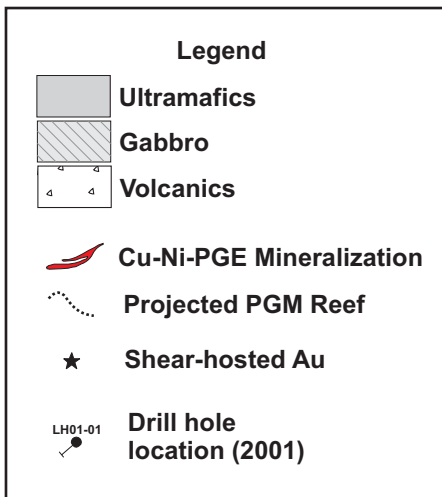 Legend
Ultramafics
Gabbro
Volcanics
Cu-Ni-PGE Mineralization
Projected PGM Reef
Shear-hosted Au
LH01-01
Drill hole
location (2001)